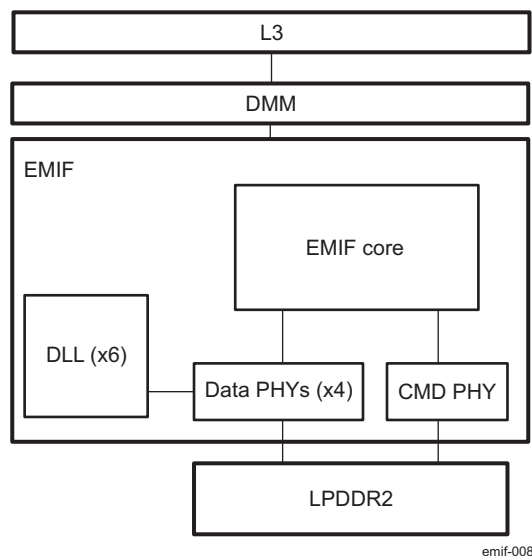 L3
DMM
EMIF
EMIF core
DLL (x6)
Data PHYs (x4)
CMD PHY
LPDDR2
emif-008